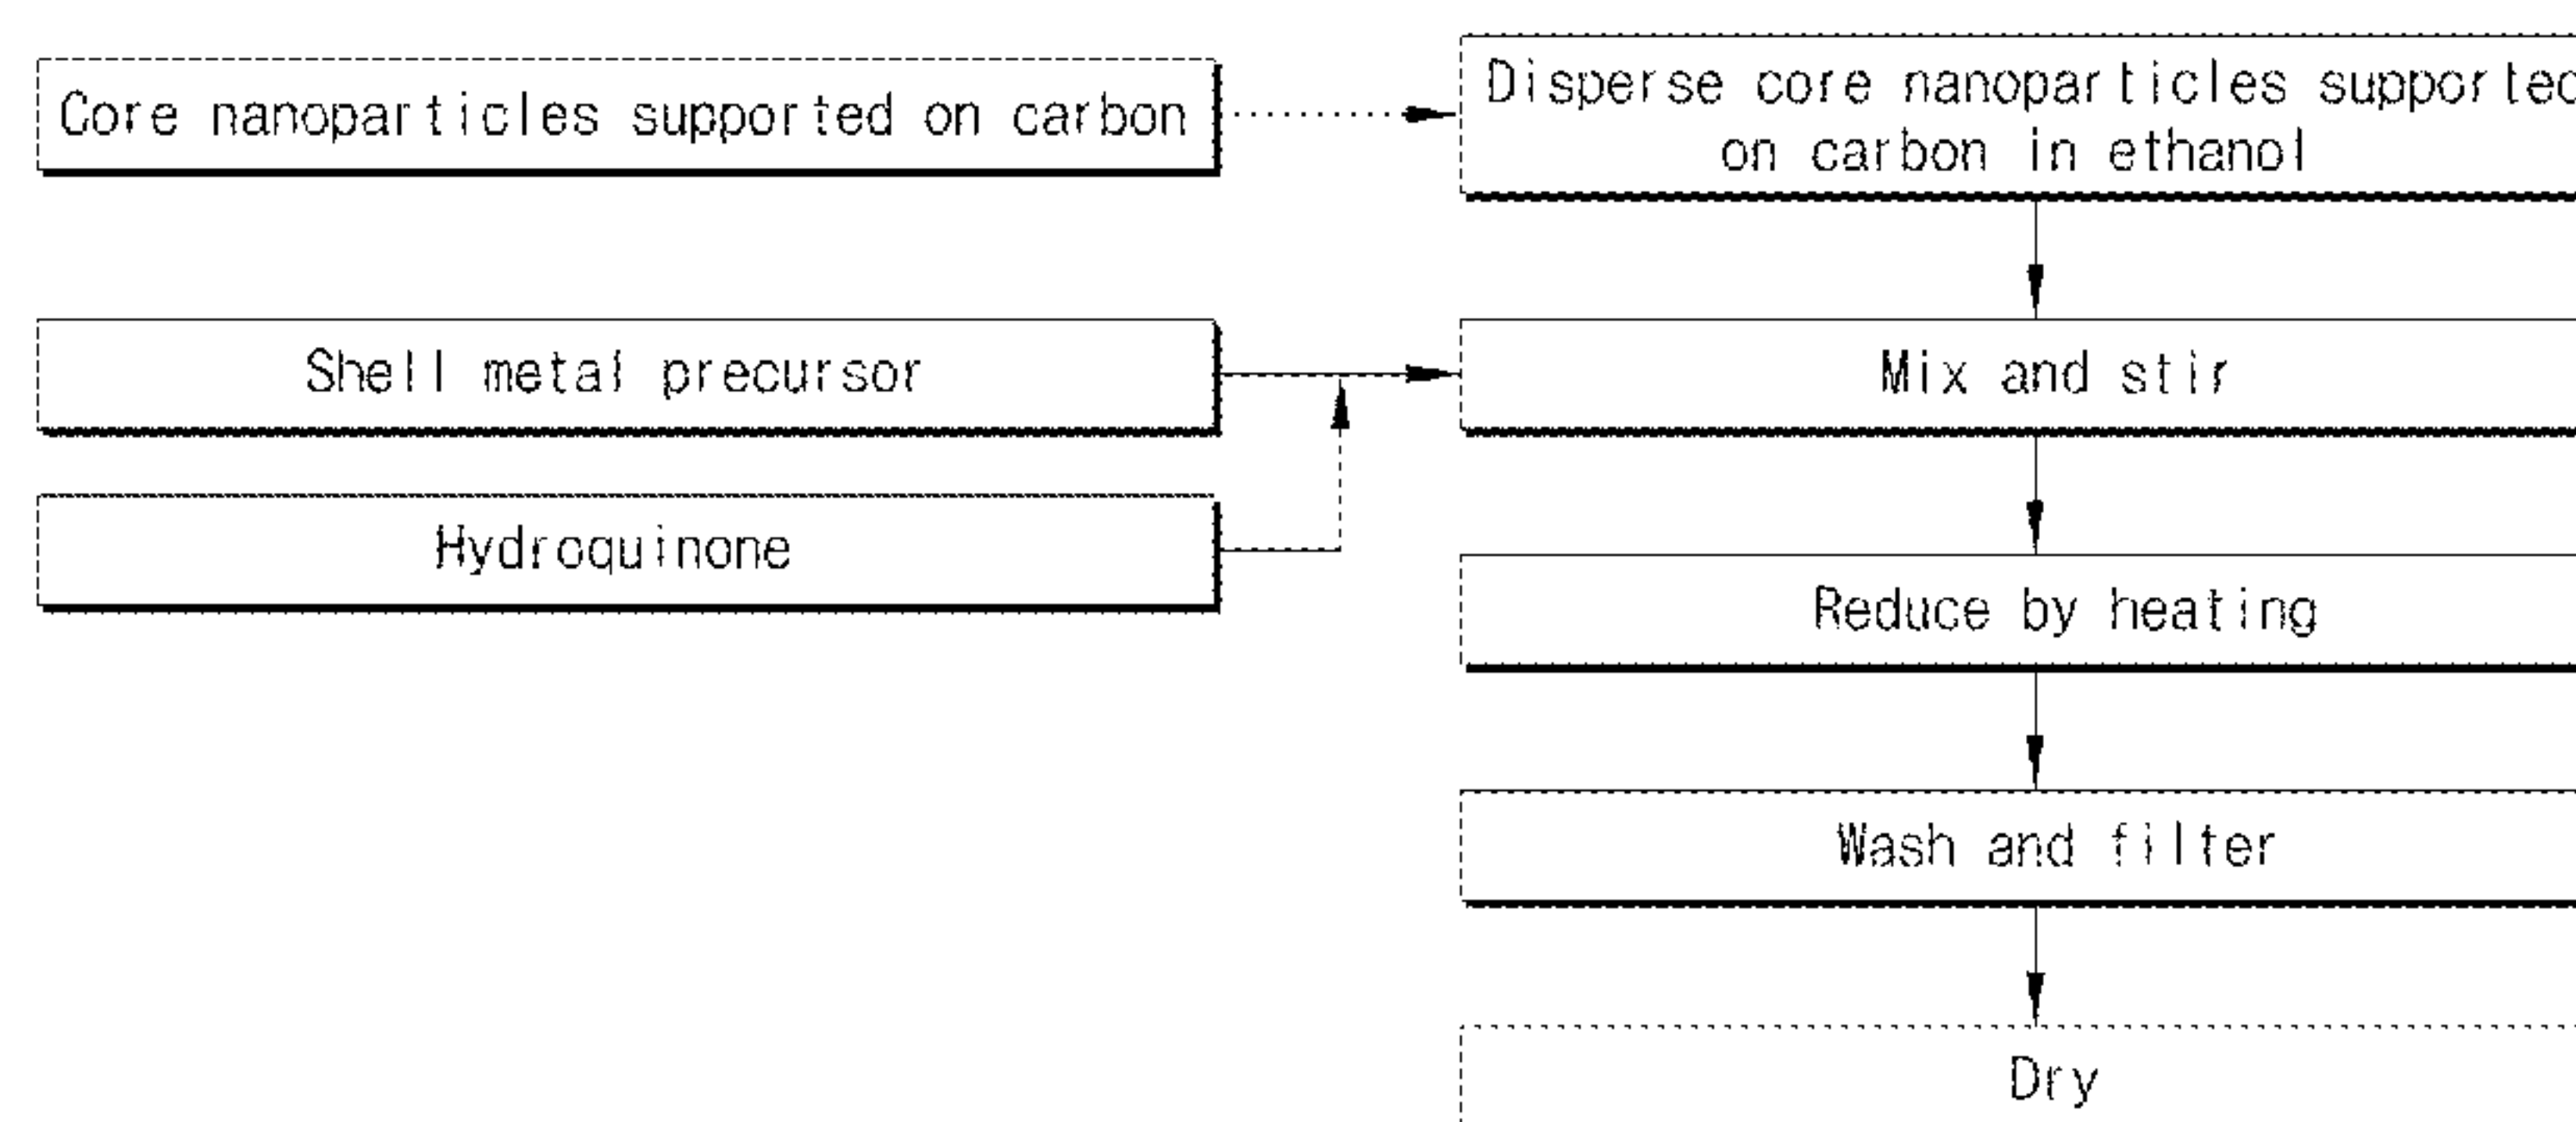 Core nanoparticles supported on carbon
Disperse core nanoparticles supported
on carbon in ethanol
Shell metal precursor
Mix and stir
Hydroquinone
Reduce by heating
Wash and filter
Dry